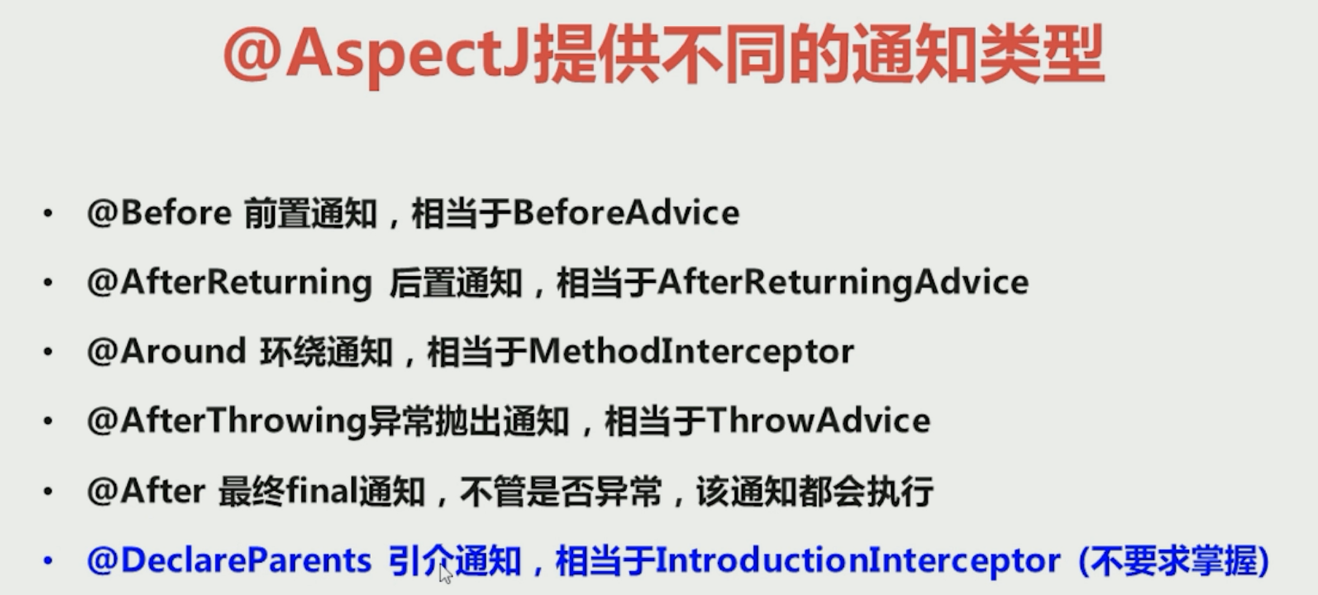 @AspectJ提供不同的通知类型
• @Before 前置通知，相当于BeforeAdvice
• @AfterReturning 后置通知，相当于AfterReturningAdvice
• @Around 环绕通知，相当于MethodInterceptor
• @AfterThrowing异常抛出通知，相当于ThrowAdvice
• @After 最终final通知，不管是否异常，该通知都会执行
• @DeclareParents 引介通知，相当于IntroductionInterceptor (不要求掌握)